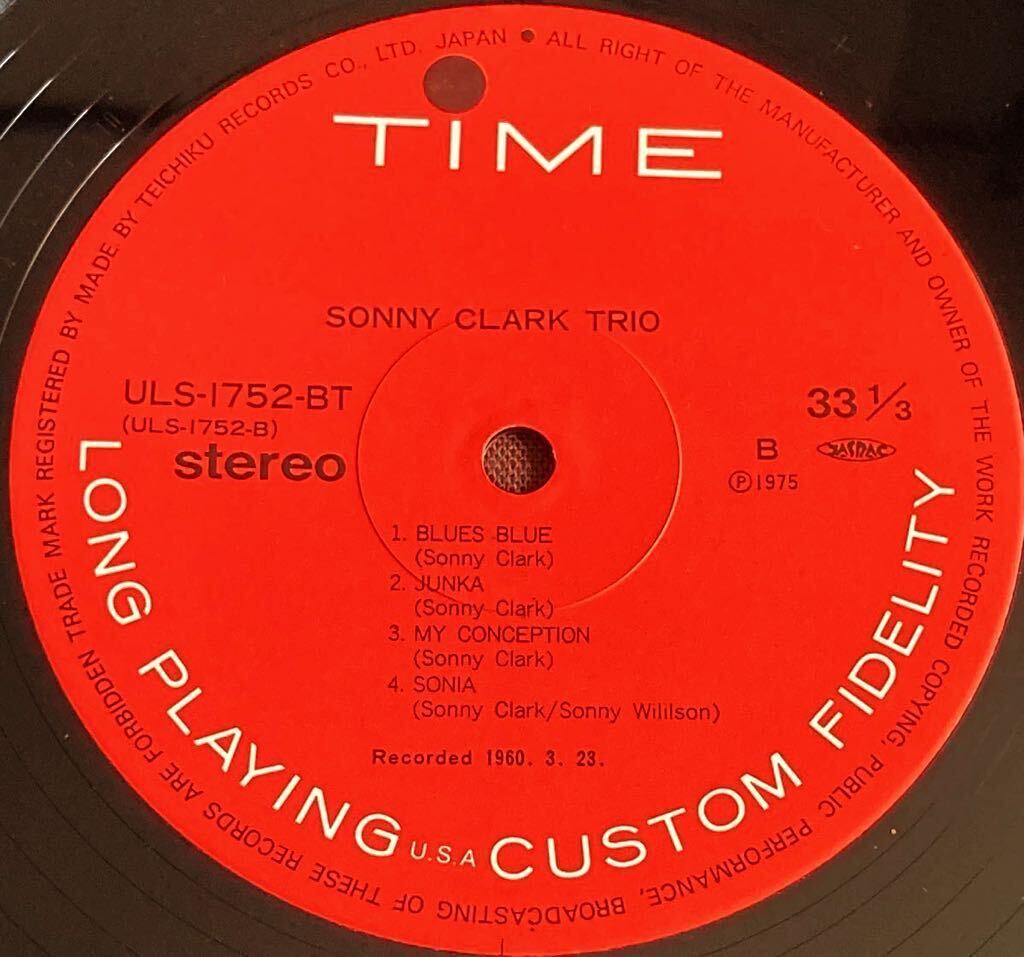 TRADE MARK REGISTERED BY MADE BY TEICHIKU RECORDS CO., LTD. JAPAN • ALL RIGHT OF THE MANUFACTURER AND OWNER OF THE WORK RECORDED COPYING, PUBLIC PERFORMANCE, BROADCASTING OF THESE RECORDS ARE FORBIDDEN
TIME
SONNY CLARK TRIO
ULS-1752-BT
(ULS-1752-B)
stereo
33 1/3
B
JASRAC
Ⓟ1975
1. BLUES BLUE
(Sonny Clark)
2. JUNKA
(Sonny Clark)
3. MY CONCEPTION
(Sonny Clark)
4. SONIA
(Sonny Clark/Sonny Wililson)
Recorded 1960. 3. 23.
LONG PLAYING U.S.A CUSTOM FIDELITY